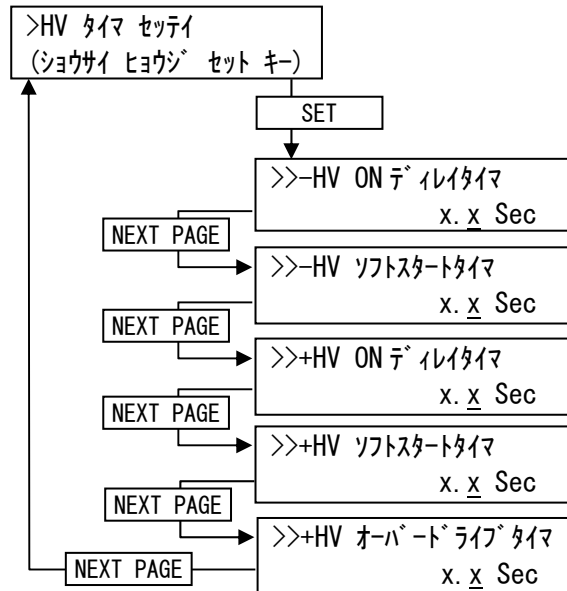 >HV ﾀｲﾏ ｾｯﾃｲ
(ｼｮｳｻｲ ﾋｮｳｼﾞ ｾｯﾄ ｷｰ)
SET
>>-HV ONﾃﾞｨﾚｲﾀｲﾏ
x.x Sec
NEXT PAGE
>>-HV ｿﾌﾄｽﾀｰﾄﾀｲﾏ
x.x Sec
NEXT PAGE
>>+HV ONﾃﾞｨﾚｲﾀｲﾏ
x.x Sec
NEXT PAGE
>>+HV ｿﾌﾄｽﾀｰﾄﾀｲﾏ
x.x Sec
NEXT PAGE
>>+HV ｵｰﾊﾞｰﾄﾞﾗｲﾌﾞﾀｲﾏ
NEXT PAGE
x.x Sec